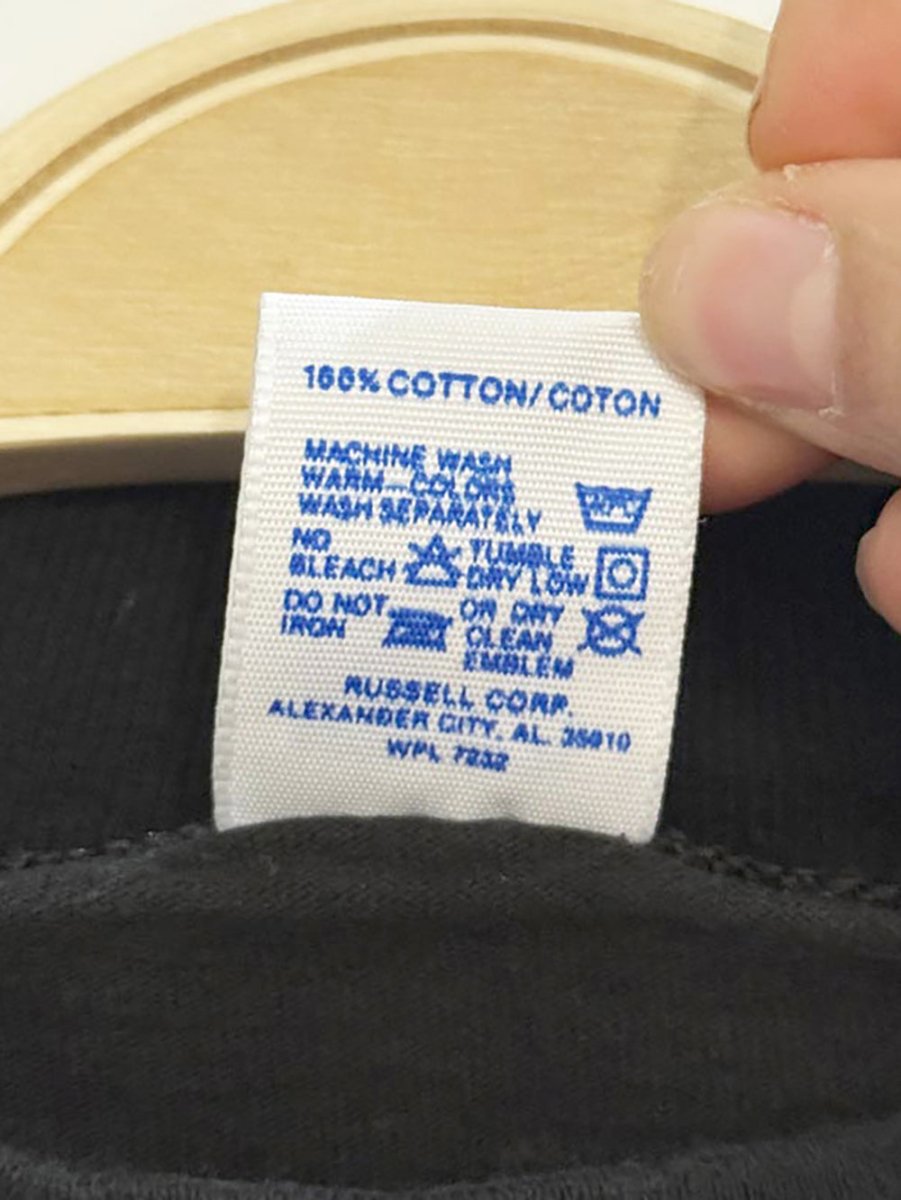 100% COTTON/COTON
MACHINE WASH
WARM—COLORS
WASH SEPARATELY
NO
BLEACH
TUMBLE
DRY LOW
DO NOT
IRON
OR DRY
CLEAN
EMBLEM
RUSSELL CORP.
ALEXANDER CITY, AL. 35010
WPL 7232